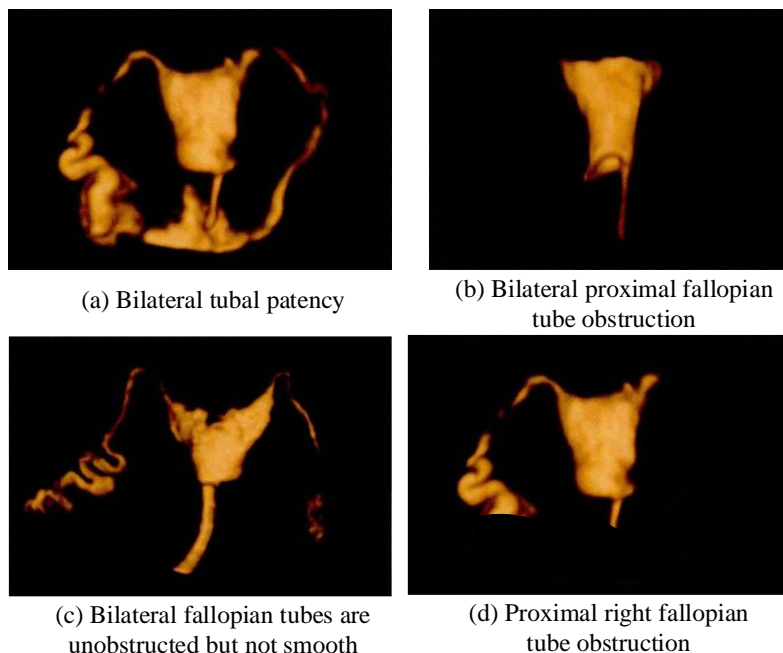 (a) Bilateral tubal patency
(b) Bilateral proximal fallopian
tube obstruction
(c) Bilateral fallopian tubes are
unobstructed but not smooth
(d) Proximal right fallopian
tube obstruction